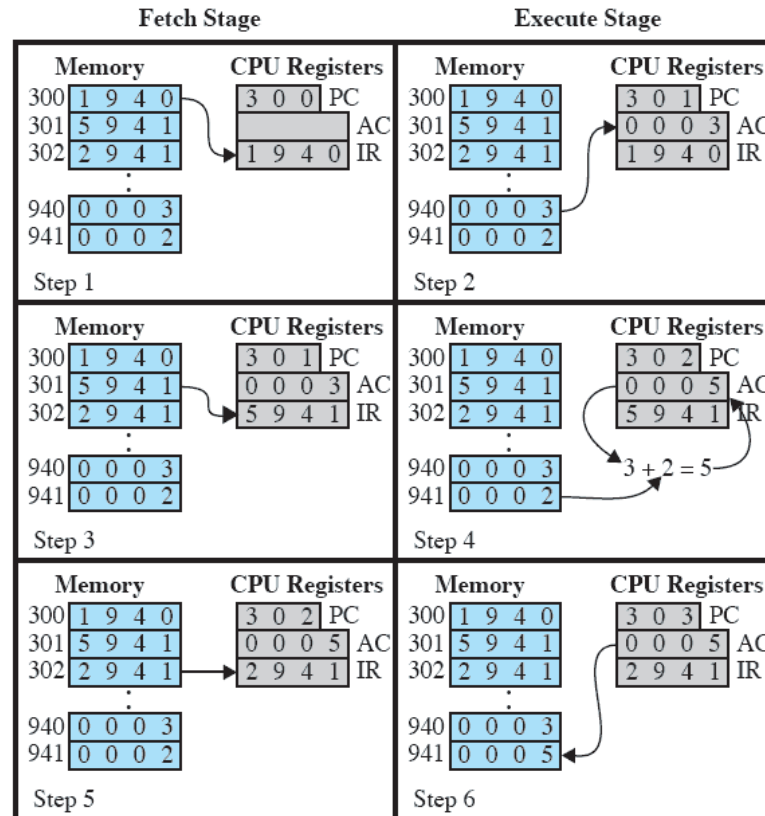 Fetch Stage Execute Stage
Memory CPU Registers
300 1 9 4 0 3 0 0 PC
301 5 9 4 1 AC
302 2 9 4 1 1 9 4 0 IR
940 0 0 0 3
941 0 0 0 2
Step 1
Memory CPU Registers
300 1 9 4 0 3 0 1 PC
301 5 9 4 1 0 0 0 3 AC
302 2 9 4 1 1 9 4 0 IR
940 0 0 0 3
941 0 0 0 2
Step 2
Memory CPU Registers
300 1 9 4 0 3 0 1 PC
301 5 9 4 1 0 0 0 3 AC
302 2 9 4 1 5 9 4 1 IR
940 0 0 0 3
941 0 0 0 2
Step 3
Memory CPU Registers
300 1 9 4 0 3 0 2 PC
301 5 9 4 1 0 0 0 5 AC
302 2 9 4 1 5 9 4 1 IR
940 0 0 0 3 3 + 2 = 5
941 0 0 0 2
Step 4
Memory CPU Registers
300 1 9 4 0 3 0 2 PC
301 5 9 4 1 0 0 0 5 AC
302 2 9 4 1 2 9 4 1 IR
940 0 0 0 3
941 0 0 0 2
Step 5
Memory CPU Registers
300 1 9 4 0 3 0 3 PC
301 5 9 4 1 0 0 0 5 AC
302 2 9 4 1 2 9 4 1 IR
940 0 0 0 3
941 0 0 0 5
Step 6